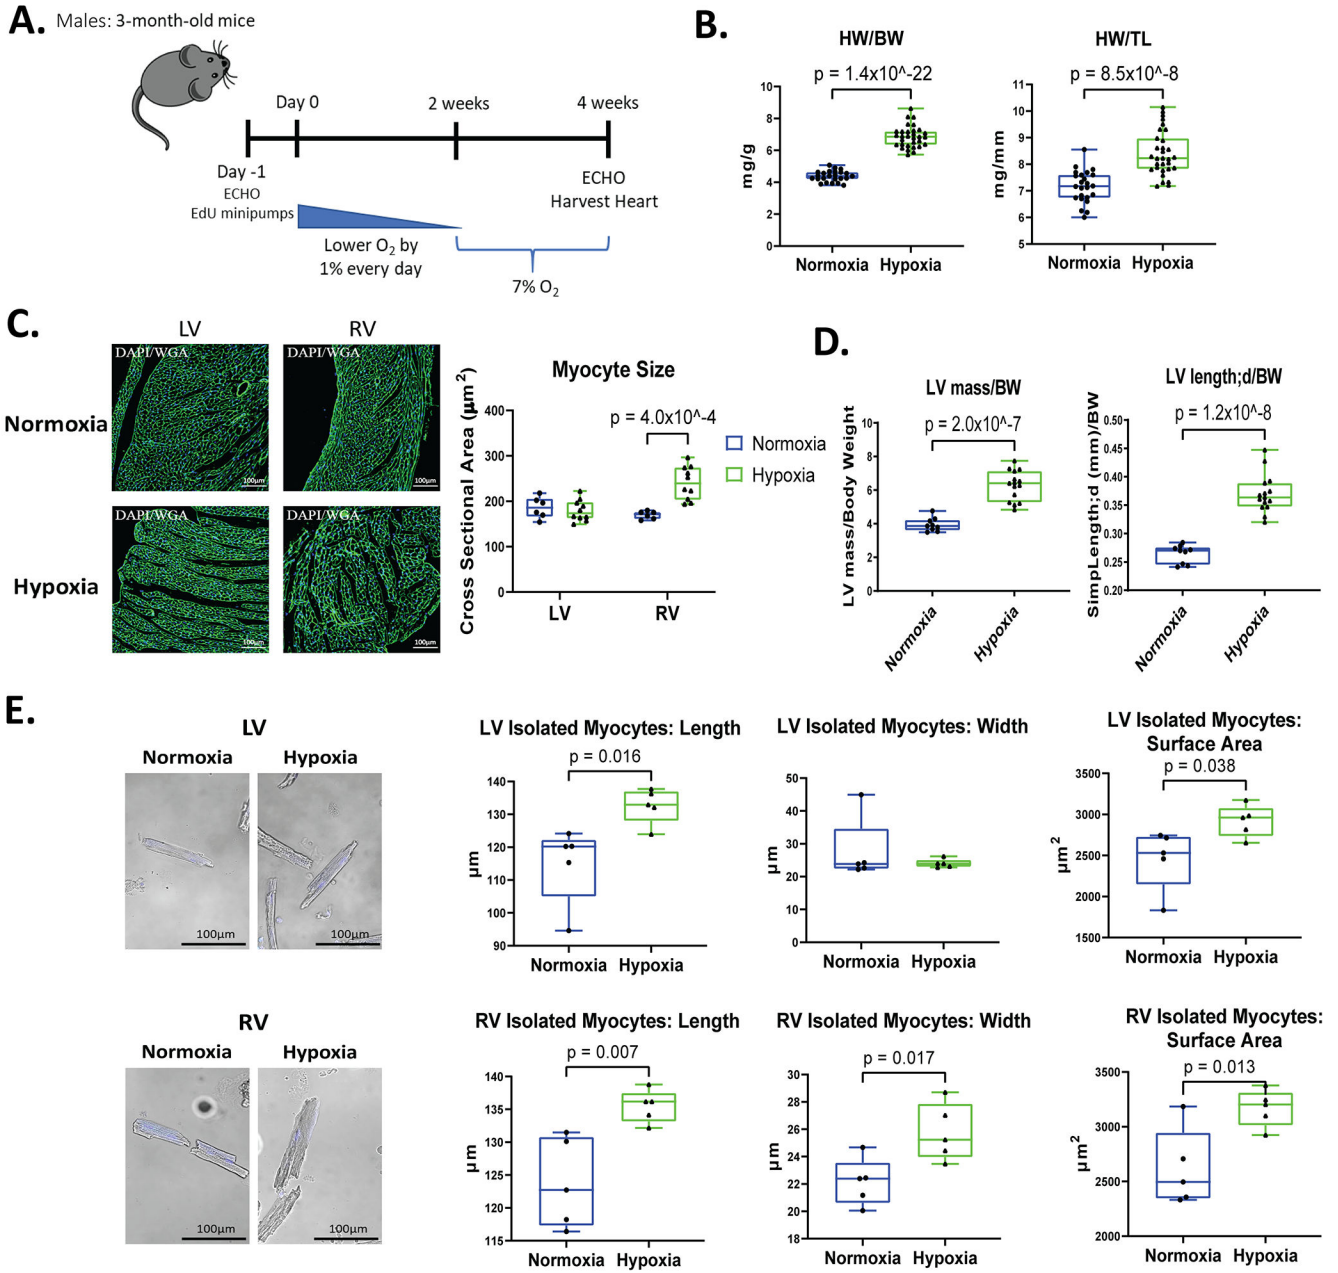 A.
Males: 3-month-old mice
Day 0
2 weeks
4 weeks
Day -1
ECHO
EdU minipumps
ECHO
Harvest Heart
Lower O2 by
1% every day
7% O2
B.
HW/BW
p = 1.4x10^-22
mg/g
10
8
6
4
2
0
Normoxia
Hypoxia
HW/TL
p = 8.5x10^-8
mg/mm
11
10
9
8
7
6
5
Normoxia
Hypoxia
C.
LV
RV
Normoxia
DAPI/WGA
100µm
DAPI/WGA
100µm
Hypoxia
DAPI/WGA
100µm
DAPI/WGA
100µm
Myocyte Size
p = 4.0x10^-4
Cross Sectional Area (µm2)
400
300
200
100
0
LV
RV
Normoxia
Hypoxia
D.
LV mass/BW
p = 2.0x10^-7
LV mass/Body Weight
10
8
6
4
2
0
Normoxia
Hypoxia
LV length;d/BW
p = 1.2x10^-8
SimpLength;d (mm)/BW
0.50
0.45
0.40
0.35
0.30
0.25
0.20
Normoxia
Hypoxia
E.
LV
Normoxia
Hypoxia
100µm
100µm
LV Isolated Myocytes: Length
p = 0.016
µm
140
130
120
110
100
90
Normoxia
Hypoxia
LV Isolated Myocytes: Width
µm
50
40
30
20
10
0
Normoxia
Hypoxia
LV Isolated Myocytes:
Surface Area
p = 0.038
µm2
3500
3000
2500
2000
1500
Normoxia
Hypoxia
RV
Normoxia
Hypoxia
100µm
100µm
RV Isolated Myocytes: Length
p = 0.007
µm
140
135
130
125
120
115
Normoxia
Hypoxia
RV Isolated Myocytes: Width
p = 0.017
µm
30
28
26
24
22
20
18
Normoxia
Hypoxia
RV Isolated Myocytes:
Surface Area
p = 0.013
µm2
3500
3000
2500
2000
Normoxia
Hypoxia